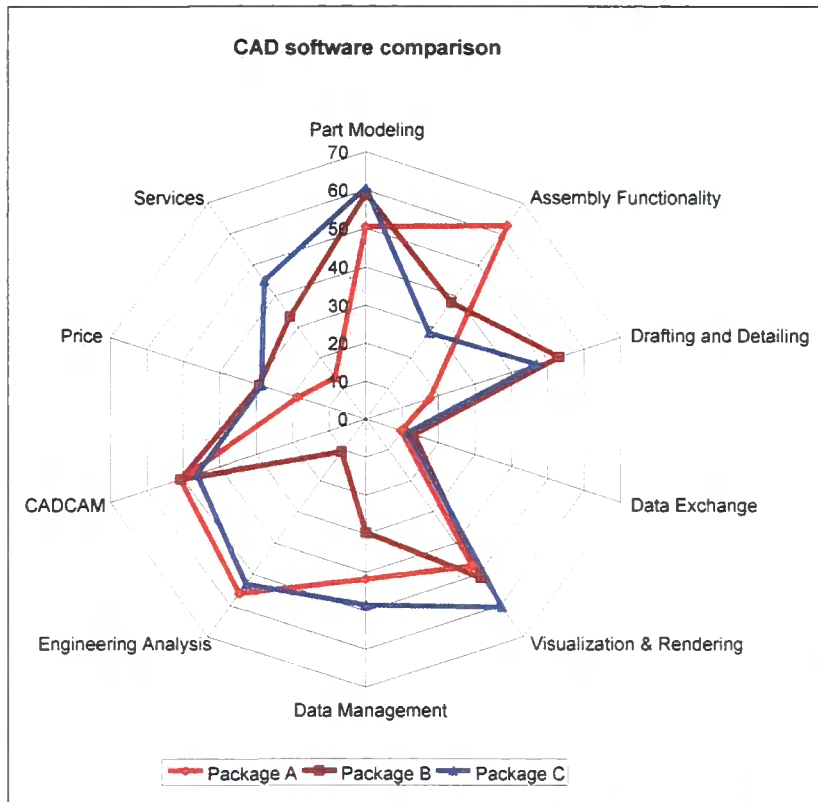 CAD software comparison
Part Modeling
70
Services
60
Assembly Functionality
50
40
30
Price
20
Drafting and Detailing
10
0
CADCAM
Data Exchange
Engineering Analysis
Visualization & Rendering
Data Management
Package A
Package B
Package C